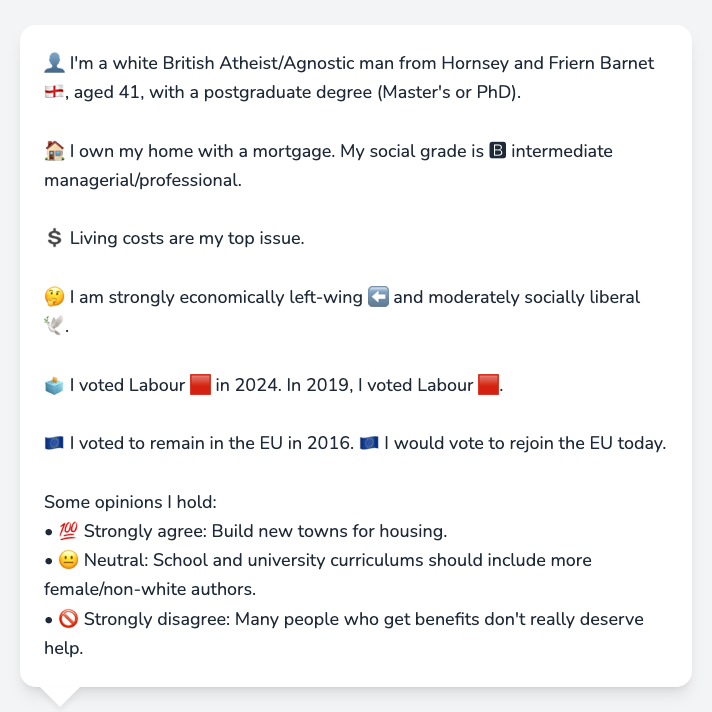 👤 I'm a white British Atheist/Agnostic man from Hornsey and Friern Barnet
🏴󠁧󠁢󠁥󠁮󠁧󠁿, aged 41, with a postgraduate degree (Master's or PhD).
🏠 I own my home with a mortgage. My social grade is 🅱 intermediate
managerial/professional.
💲 Living costs are my top issue.
🤔 I am strongly economically left-wing ⬅️ and moderately socially liberal
🕊️.
🗳️ I voted Labour 🟥 in 2024. In 2019, I voted Labour 🟥.
🇪🇺 I voted to remain in the EU in 2016. 🇪🇺 I would vote to rejoin the EU today.
Some opinions I hold:
• 💯 Strongly agree: Build new towns for housing.
• 😐 Neutral: School and university curriculums should include more
female/non-white authors.
• 🚫 Strongly disagree: Many people who get benefits don't really deserve
help.